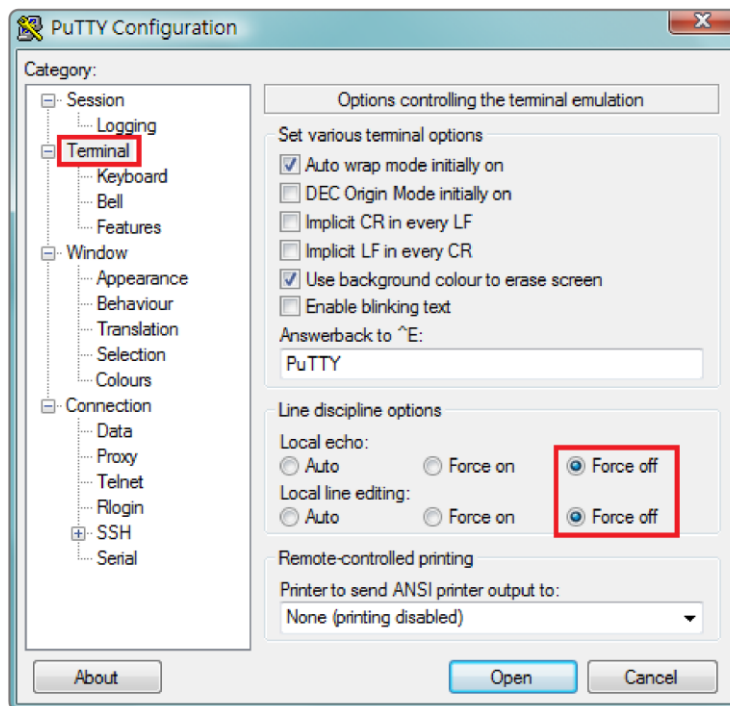 PuTTY Configuration
Category:
Session
Logging
Terminal
Keyboard
Bell
Features
Window
Appearance
Behaviour
Translation
Selection
Colours
Connection
Data
Proxy
Telnet
Rlogin
SSH
Serial
Options controlling the terminal emulation
Set various terminal options
Auto wrap mode initially on
DEC Origin Mode initially on
Implicit CR in every LF
Implicit LF in every CR
Use background colour to erase screen
Enable blinking text
Answerback to ^E:
PuTTY
Line discipline options
Local echo:
Auto Force on Force off
Local line editing:
Auto Force on Force off
Remote-controlled printing
Printer to send ANSI printer output to:
None (printing disabled)
About Open Cancel